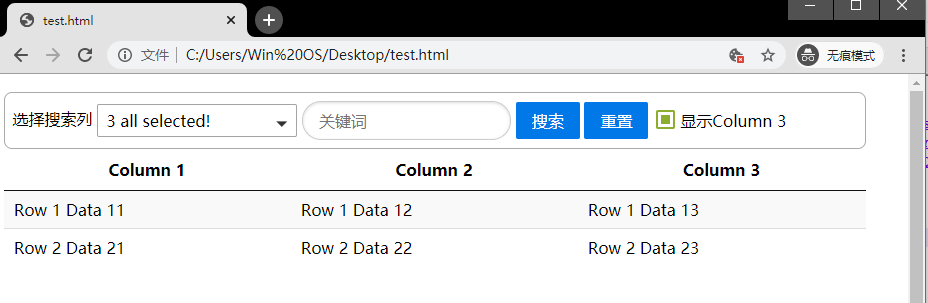 test.html
文件 C:/Users/Win%20OS/Desktop/test.html 无痕模式
选择搜索列 3 all selected! 关键词 搜索 重置 显示Column 3
Column 1 Column 2 Column 3
Row 1 Data 11 Row 1 Data 12 Row 1 Data 13
Row 2 Data 21 Row 2 Data 22 Row 2 Data 23